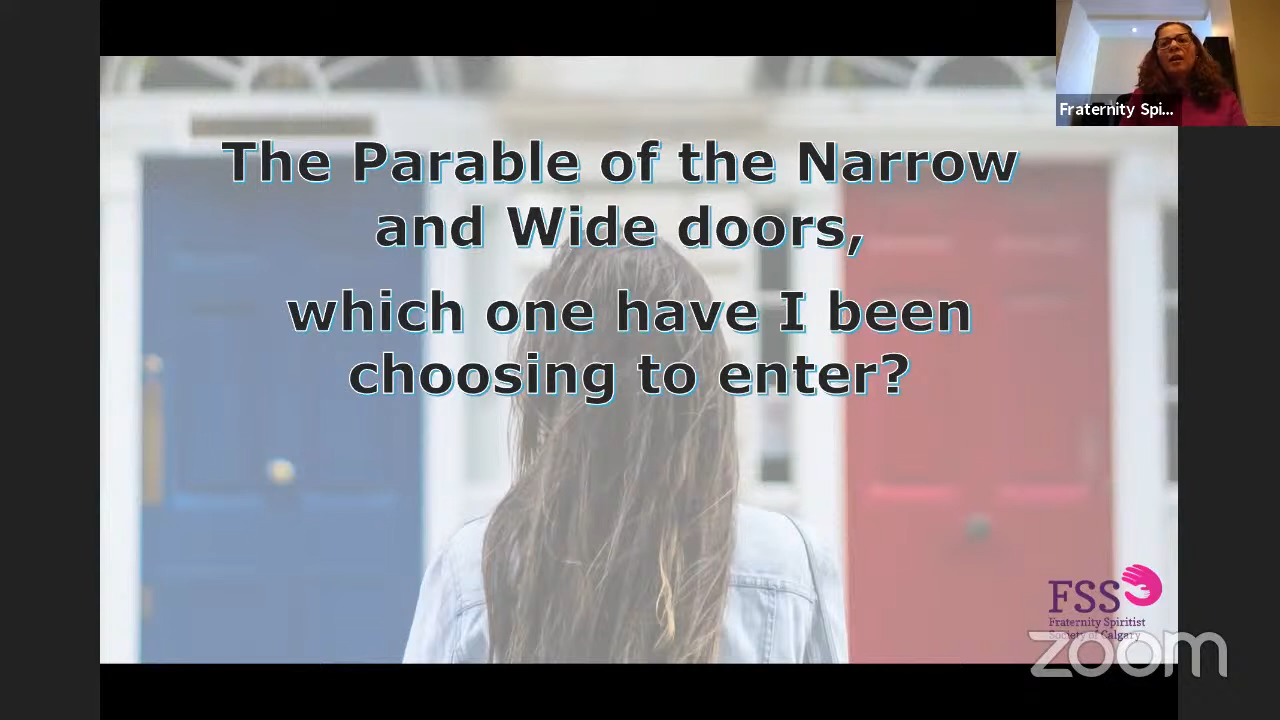 Fraternity Spi...
The Parable of the Narrow
and Wide doors,
which one have I been
choosing to enter?
FSS
Fraternity Spiritist
Society of Calgary
zoom